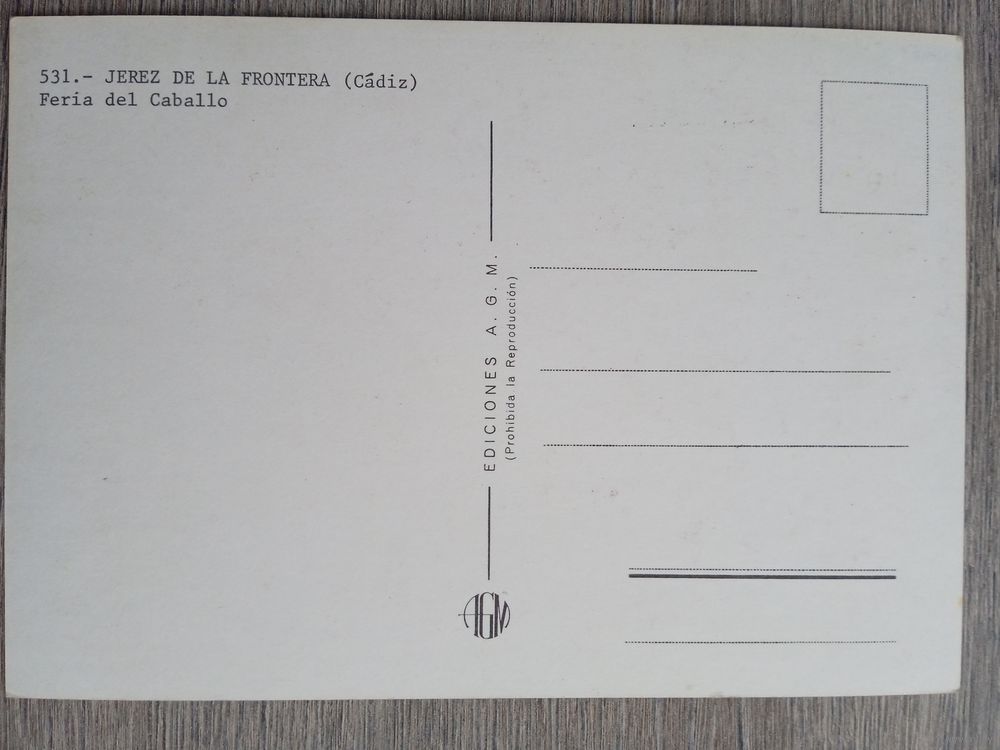 531.- JEREZ DE LA FRONTERA (Cádiz)
Feria del Caballo
EDICIONES A. G. M.
(Prohibida la Reproducción)
AGM